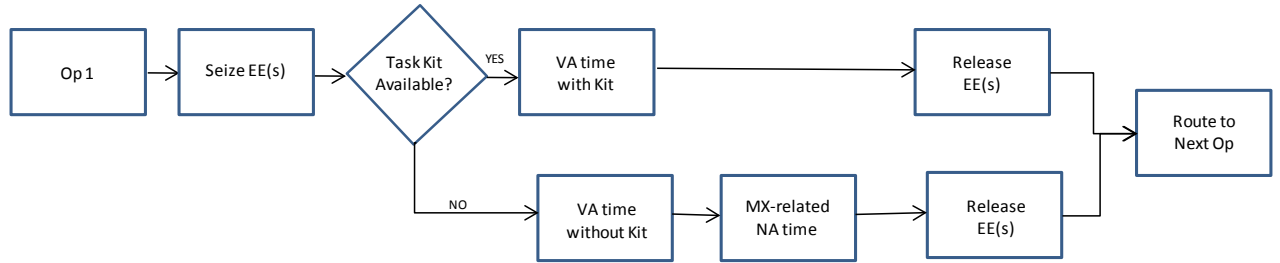 Op 1
Seize EE(s)
Task Kit
Available?
YES
VA time
with Kit
Release
EE(s)
Route to
Next Op
NO
VA time
without Kit
MX-related
NA time
Release
EE(s)